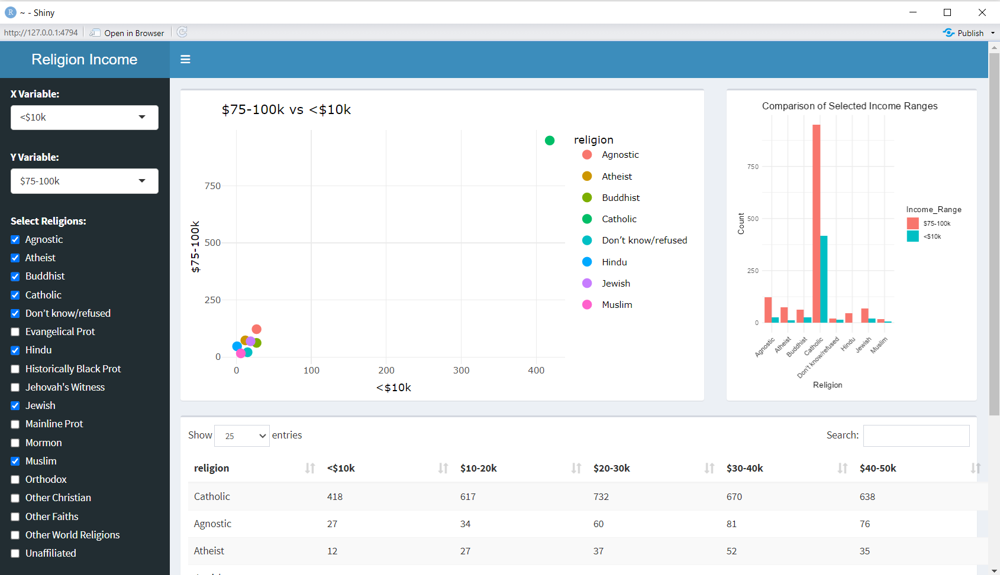 R ~ - Shiny
http://127.0.0.1:4794 Open in Browser Publish
Religion Income
X Variable:
<$10k
Y Variable:
$75-100k
Select Religions:
Agnostic
Atheist
Buddhist
Catholic
Don’t know/refused
Evangelical Prot
Hindu
Historically Black Prot
Jehovah's Witness
Jewish
Mainline Prot
Mormon
Muslim
Orthodox
Other Christian
Other Faiths
Other World Religions
Unaffiliated
$75-100k vs <$10k
$75-100k
750
500
250
0
0 100 200 300 400
<$10k
religion
Agnostic
Atheist
Buddhist
Catholic
Don’t know/refused
Hindu
Jewish
Muslim
Comparison of Selected Income Ranges
Count
750
500
250
0
Agnostic
Atheist
Buddhist
Catholic
Don’t know/refused
Hindu
Jewish
Muslim
Religion
Income_Range
$75-100k
<$10k
Show 25 entries
Search:
religion <$10k $10-20k $20-30k $30-40k $40-50k
Catholic 418 617 732 670 638
Agnostic 27 34 60 81 76
Atheist 12 27 37 52 35